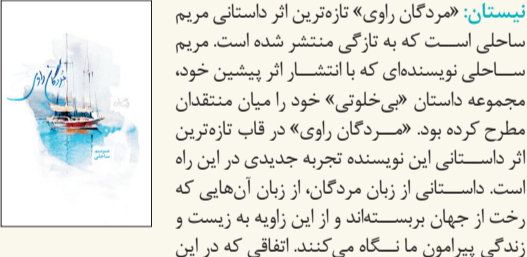 نیستان: «مردگان راوی» تازه‌ترین اثر داستانی مریم
ساحلی است که به تازگی منتشر شده است. مریم
ساحلی نویسنده‌ای که با انتشار اثر پیشین خود،
مجموعه داستان «بی‌خلوتی» خود را میان منتقدان
مطرح کرده بود. «مردگان راوی» در قاب تازه‌ترین
اثر داستانی این نویسنده تجربه جدیدی در این راه
است. داستانی از زبان مردگان، از زبان آن‌هایی که
رخت از جهان بربسته‌اند و از این زاویه به زیست و
زندگی پیرامون ما نگاه می‌کنند. اتفاقی که در این
مردگان راوی
ساحلی